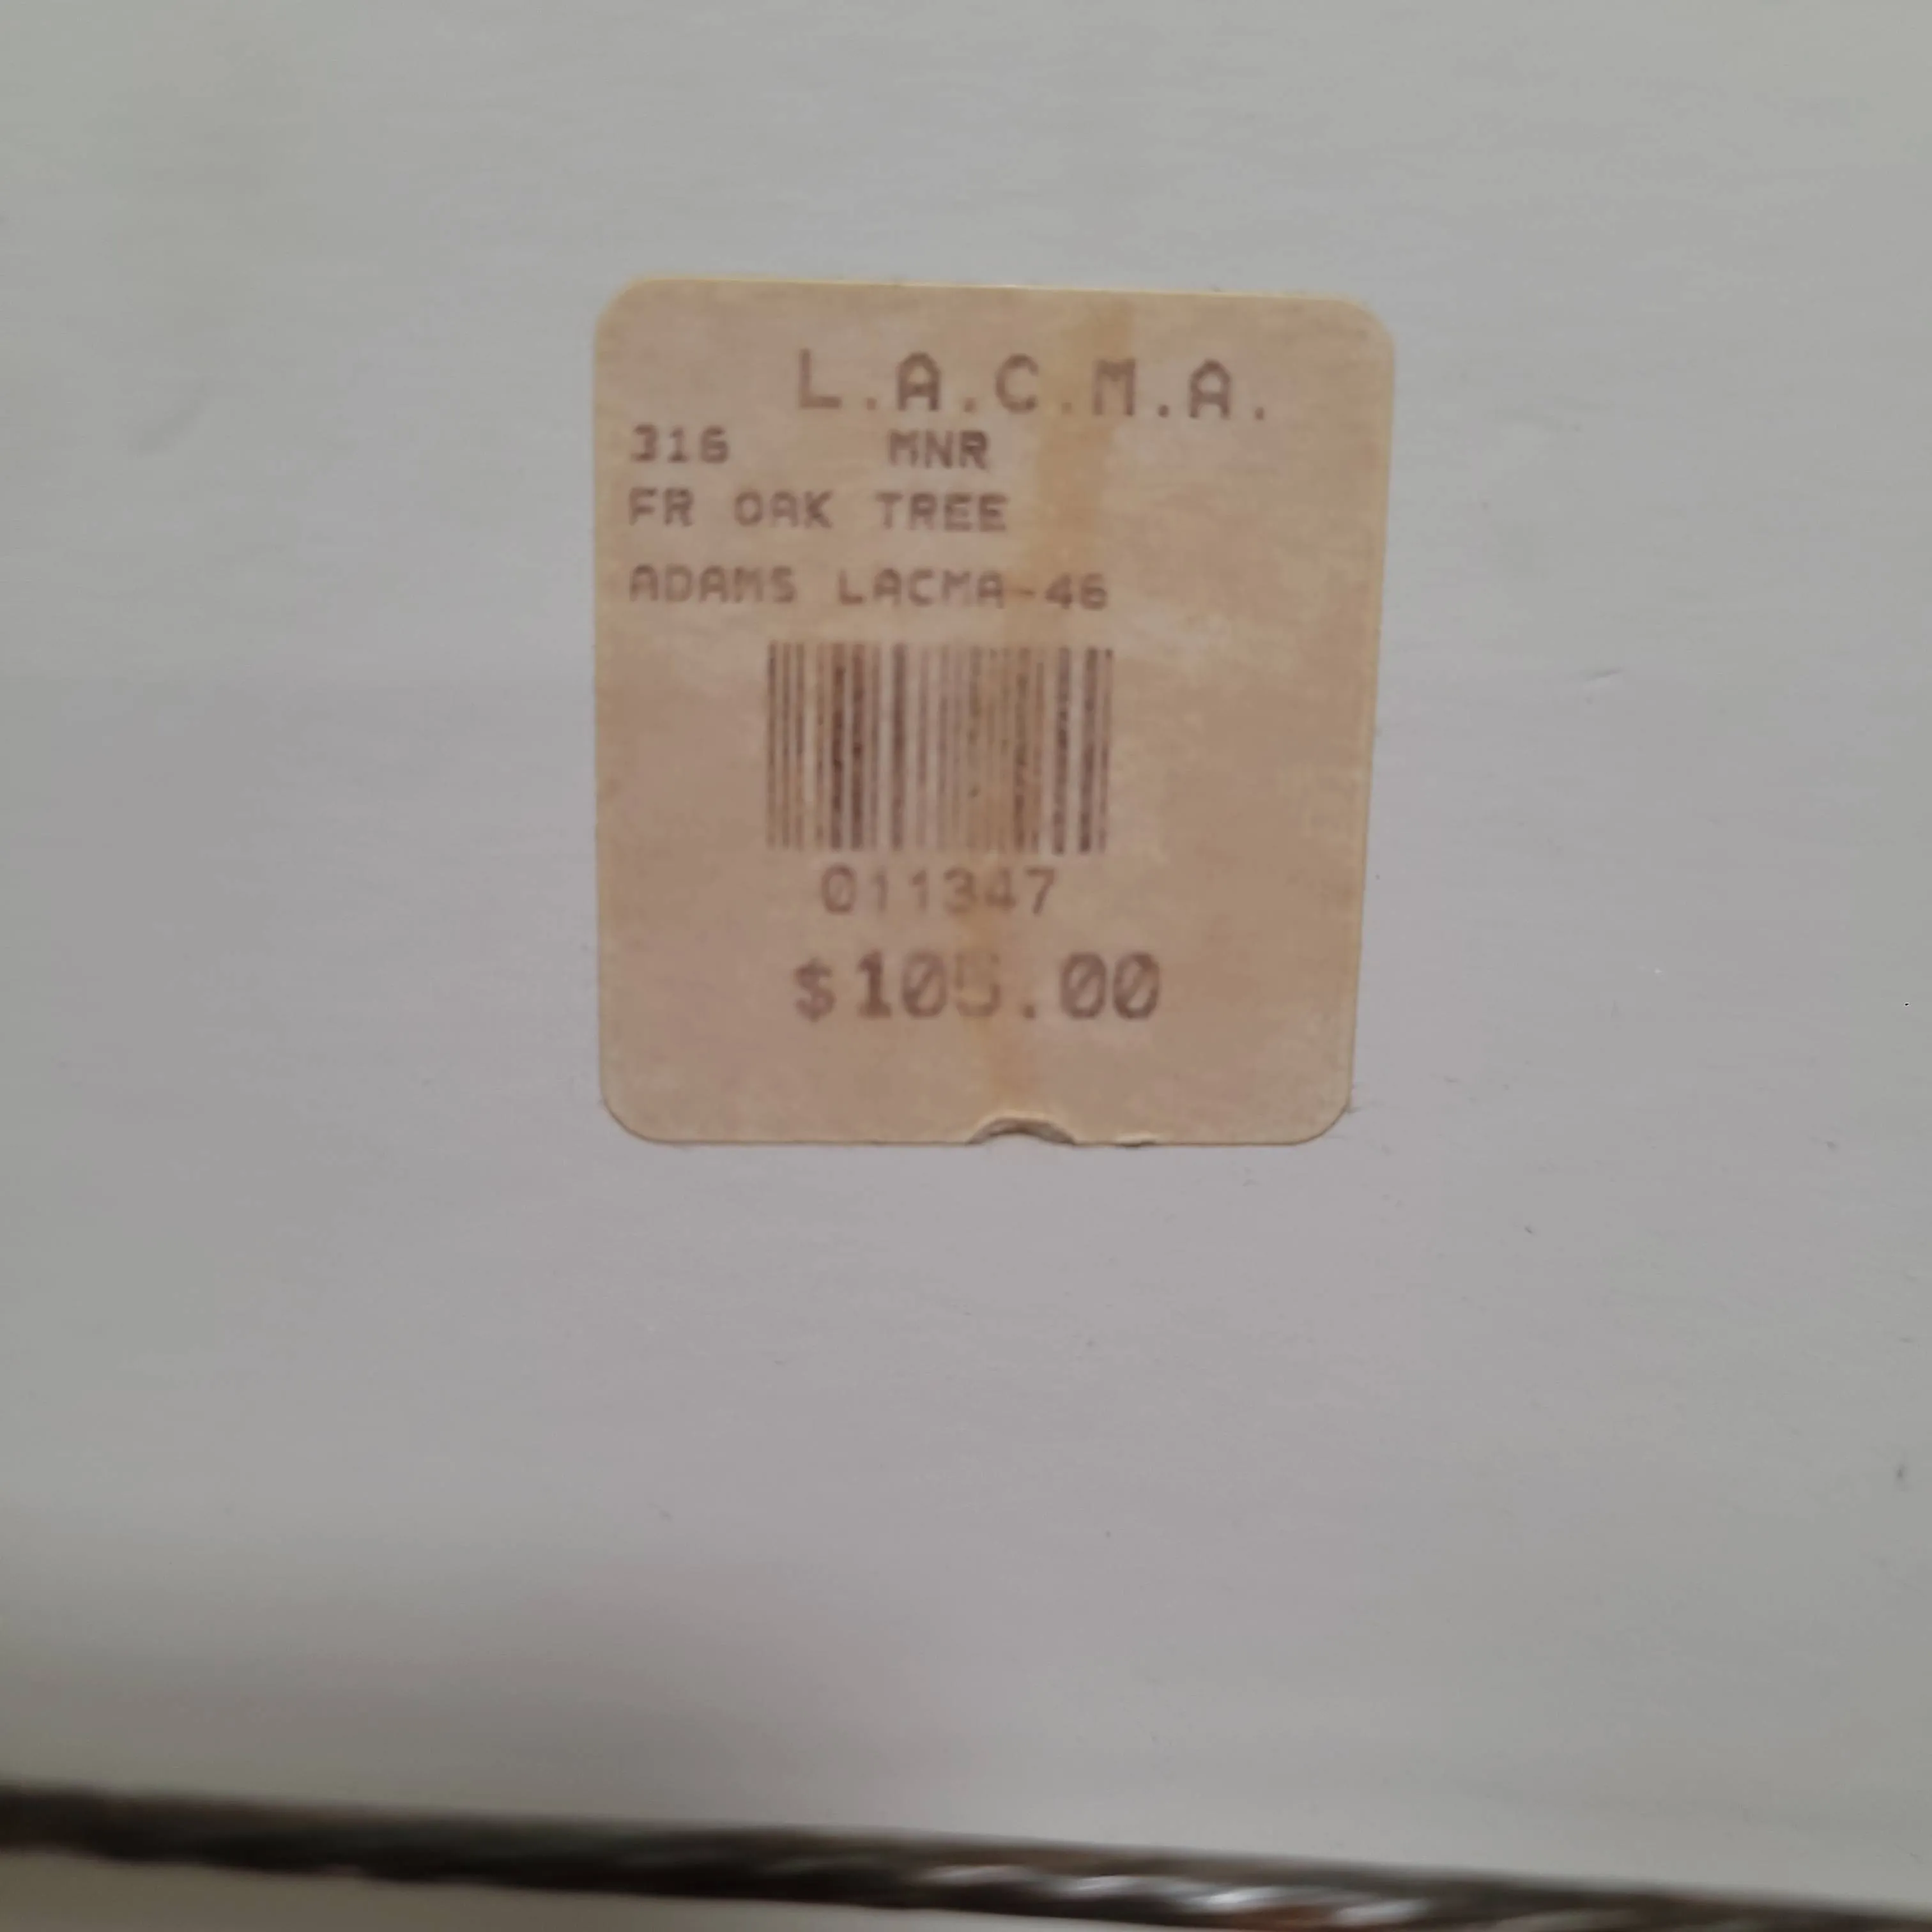 L.A.C.M.A.
316 MNR
FR OAK TREE
ADAMS LACMA-46
011347
$105.00